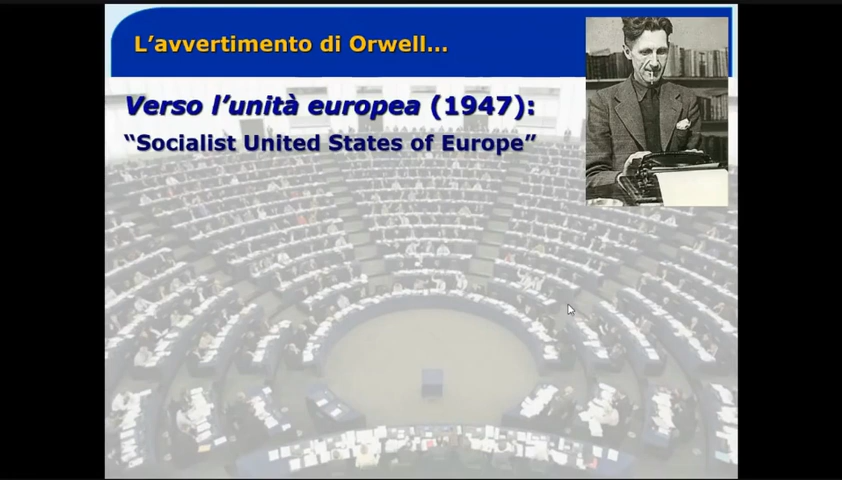 L’avvertimento di Orwell...
Verso l’unità europea (1947):
“Socialist United States of Europe”